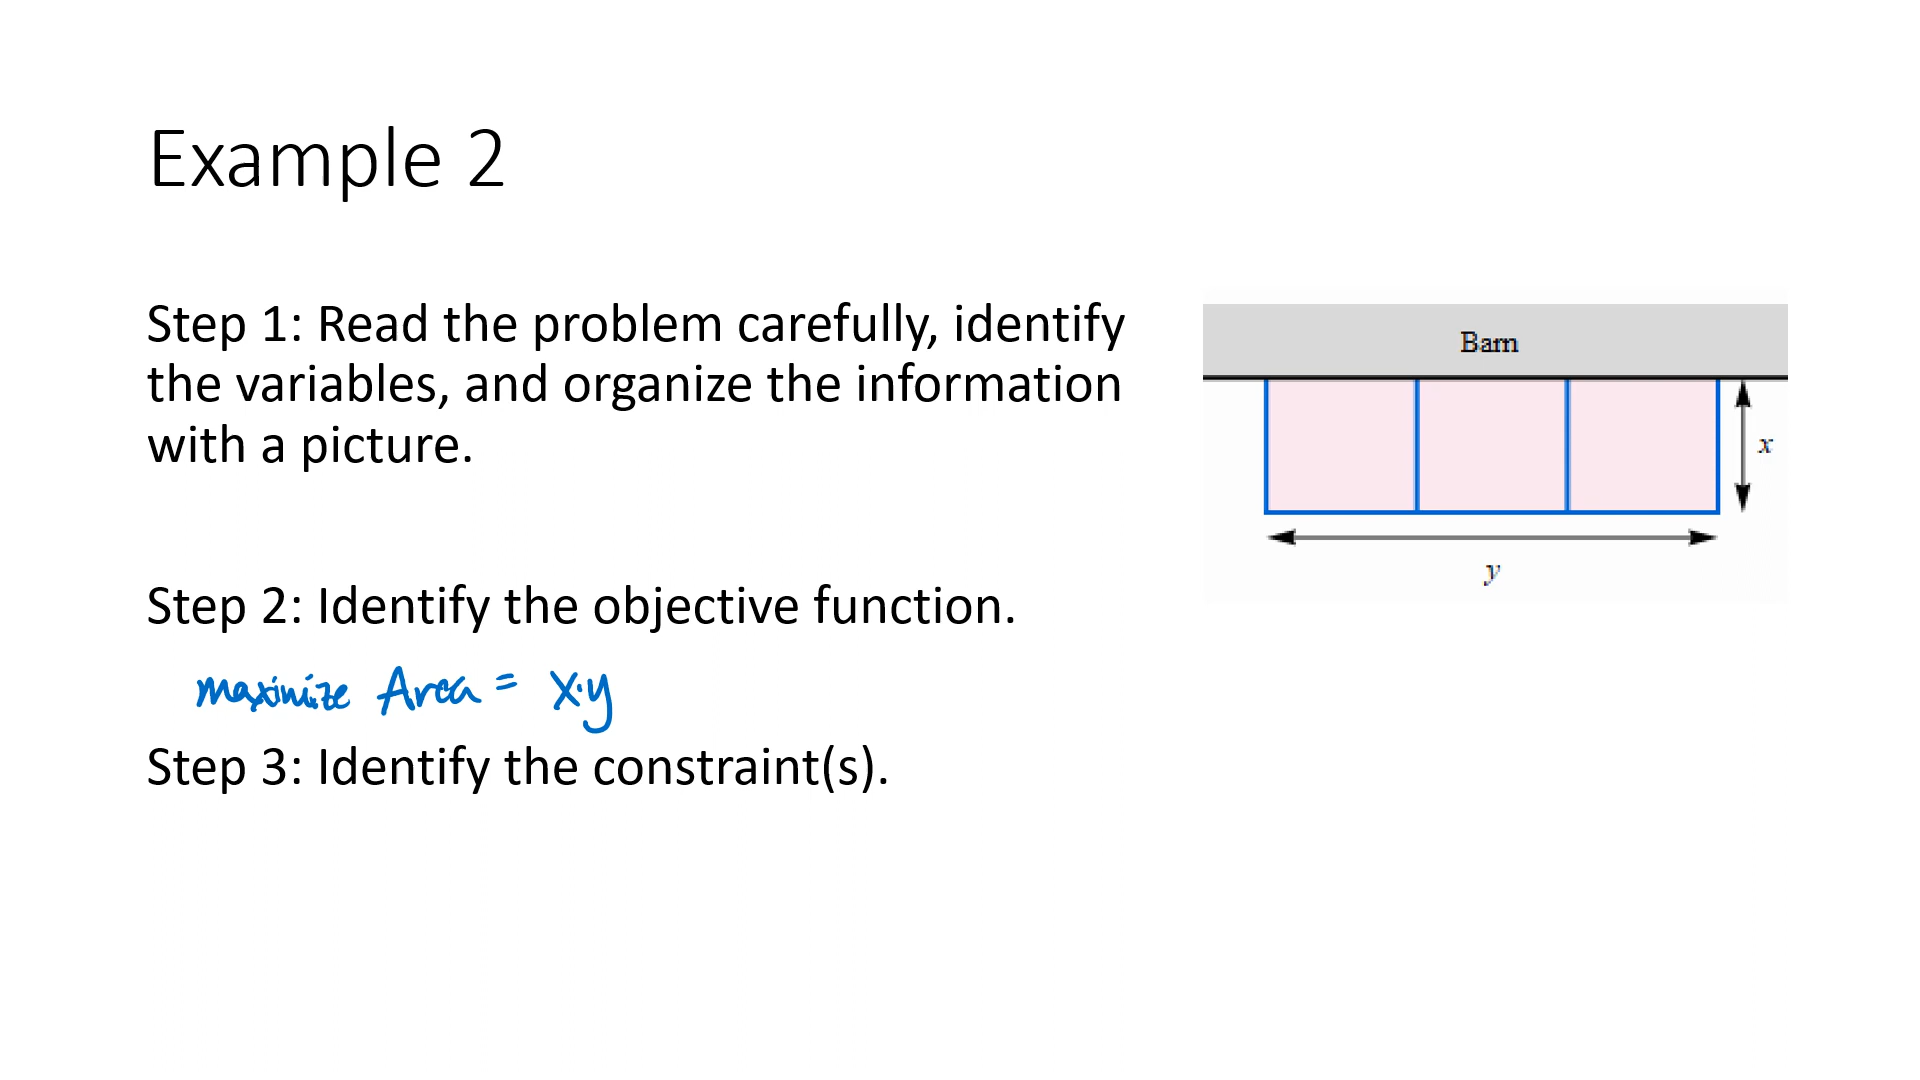 Example 2
Step 1: Read the problem carefully, identify
the variables, and organize the information
with a picture.
Barn
x
y
Step 2: Identify the objective function.
maximize Area = x·y
Step 3: Identify the constraint(s).